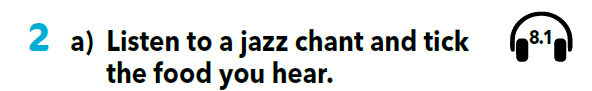 2 a) Listen to a jazz chant and tick 8.1
the food you hear.